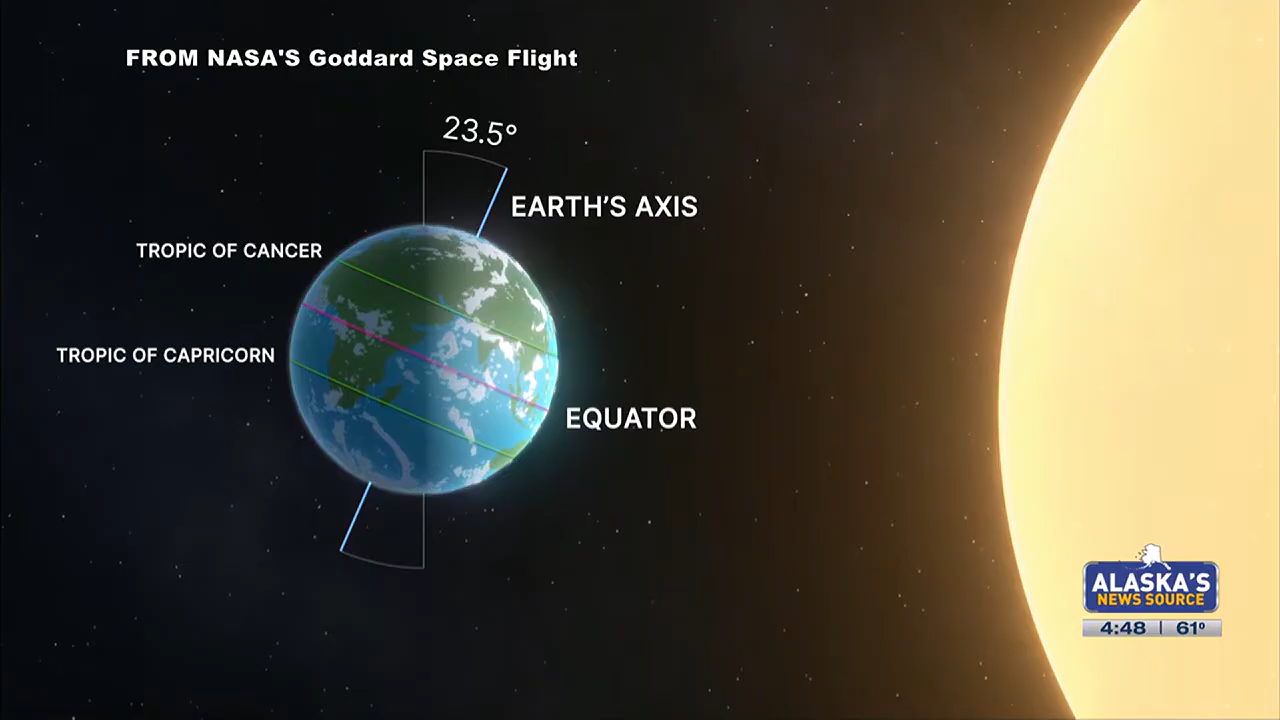 FROM NASA'S Goddard Space Flight
23.5°
EARTH'S AXIS
TROPIC OF CANCER
TROPIC OF CAPRICORN
EQUATOR
ALASKA'S
NEWS SOURCE
4:48 | 61°